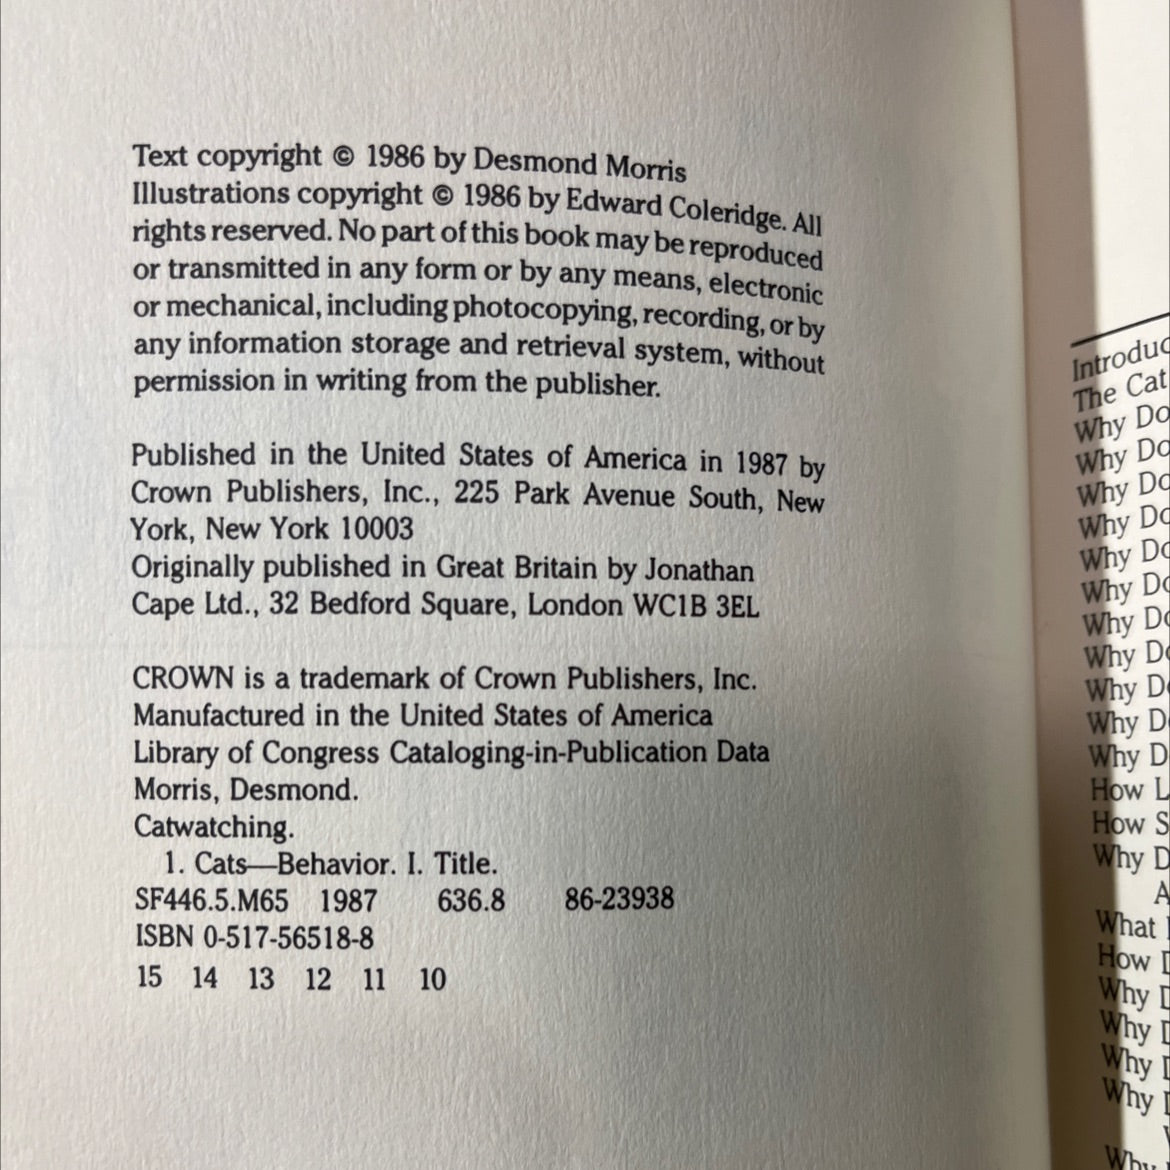 Text copyright © 1986 by Desmond Morris
Illustrations copyright © 1986 by Edward Coleridge. All
rights reserved. No part of this book may be reproduced
or transmitted in any form or by any means, electronic
or mechanical, including photocopying, recording, or by
any information storage and retrieval system, without
permission in writing from the publisher.
Published in the United States of America in 1987 by
Crown Publishers, Inc., 225 Park Avenue South, New
York, New York 10003
Originally published in Great Britain by Jonathan
Cape Ltd., 32 Bedford Square, London WC1B 3EL
CROWN is a trademark of Crown Publishers, Inc.
Manufactured in the United States of America
Library of Congress Cataloging-in-Publication Data
Morris, Desmond.
Catwatching.
1. Cats—Behavior. I. Title.
SF446.5.M65 1987 636.8 86-23938
ISBN 0-517-56518-8
15 14 13 12 11 10
The Cat
Why
Why
Why
Why
Why
Why
Why
Why
Why
Why
Why
How
How
Why
What
How
Why
Why
Why
Why
Why